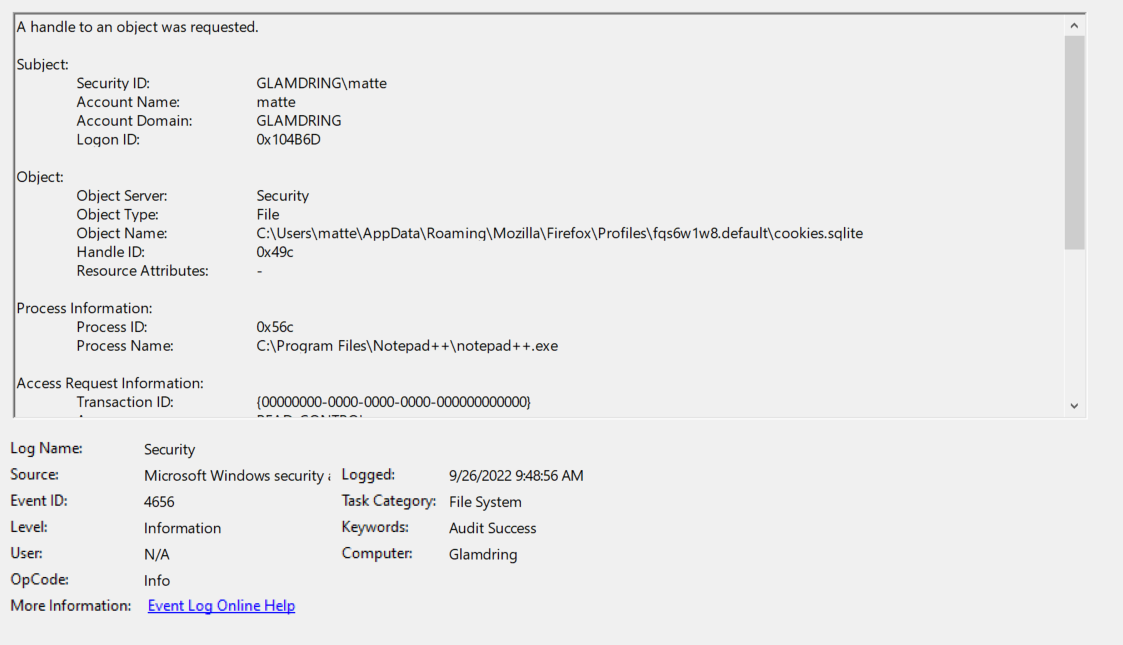 A handle to an object was requested.
Subject:
Security ID: GLAMDRING\matte
Account Name: matte
Account Domain: GLAMDRING
Logon ID: 0x104B6D
Object:
Object Server: Security
Object Type: File
Object Name: C:\Users\matte\AppData\Roaming\Mozilla\Firefox\Profiles\fqs6w1w8.default\cookies.sqlite
Handle ID: 0x49c
Resource Attributes: -
Process Information:
Process ID: 0x56c
Process Name: C:\Program Files\Notepad++\notepad++.exe
Access Request Information:
Transaction ID: {00000000-0000-0000-0000-000000000000}
Log Name: Security
Source: Microsoft Windows security Logged: 9/26/2022 9:48:56 AM
Event ID: 4656 Task Category: File System
Level: Information Keywords: Audit Success
User: N/A Computer: Glamdring
OpCode: Info
More Information: Event Log Online Help